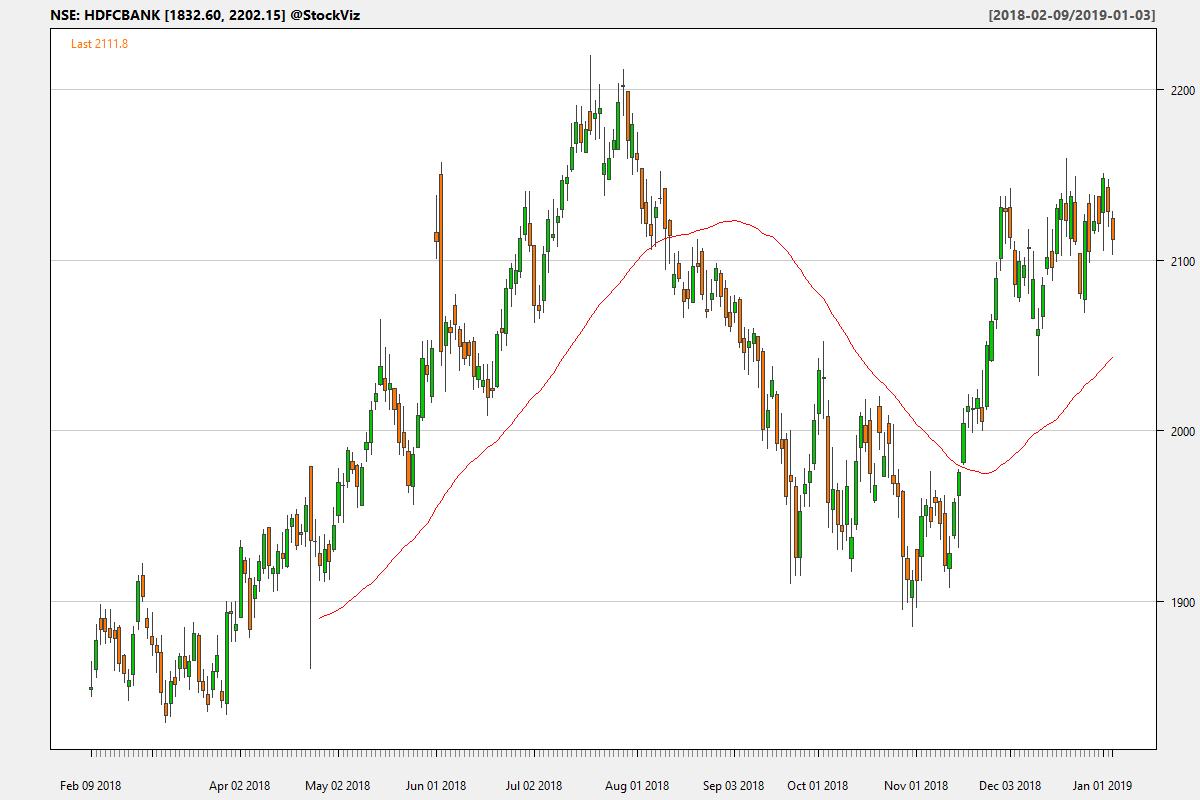 NSE: HDFCBANK [1832.60, 2202.15] @StockViz [2018-02-09/2019-01-03]
Last 2111.8
2200
2100
2000
1900
Feb 09 2018 Apr 02 2018 May 02 2018 Jun 01 2018 Jul 02 2018 Aug 01 2018 Sep 03 2018 Oct 01 2018 Nov 01 2018 Dec 03 2018 Jan 01 2019